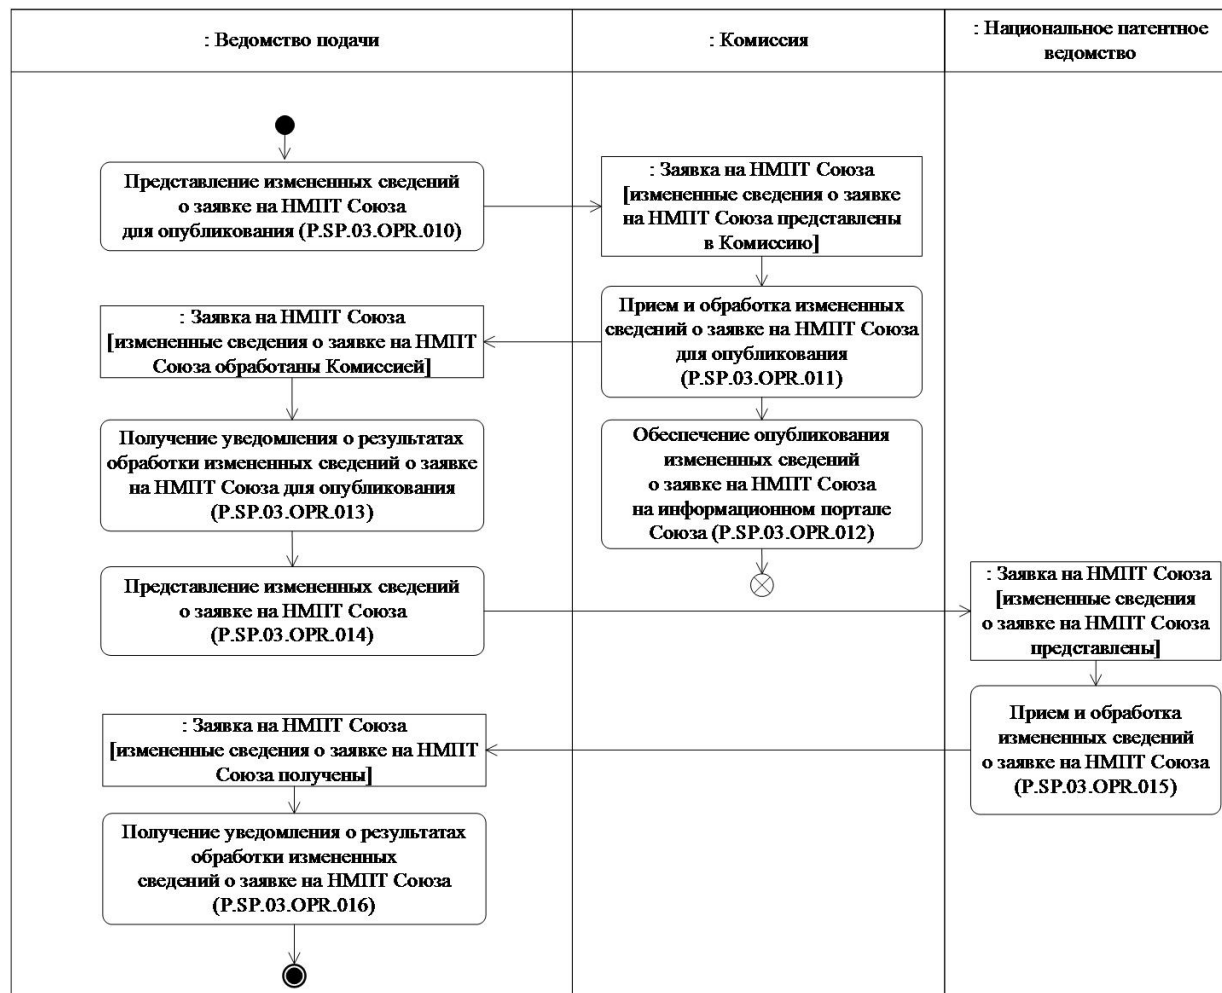 : Ведомство подачи
: Комиссия
: Национальное патентное
ведомство
Представление измененных сведений
о заявке на НМПТ Союза
для опубликования (P.SP.03.OPR.010)
: Заявка на НМПТ Союза
[измененные сведения о заявке
на НМПТ Союза представлены
в Комиссию]
Прием и обработка измененных
сведений о заявке на НМПТ Союза
для опубликования
(P.SP.03.OPR.011)
: Заявка на НМПТ Союза
[измененные сведения о заявке на НМПТ
Союза обработаны Комиссией]
Получение уведомления о результатах
обработки измененных сведений о заявке
на НМПТ Союза для опубликования
(P.SP.03.OPR.013)
Обеспечение опубликования
измененных сведений
о заявке на НМПТ Союза
на информационном портале
Союза (P.SP.03.OPR.012)
Представление измененных сведений
о заявке на НМПТ Союза
(P.SP.03.OPR.014)
: Заявка на НМПТ Союза
[измененные сведения
о заявке на НМПТ Союза
представлены]
Прием и обработка
измененных сведений
о заявке на НМПТ Союза
(P.SP.03.OPR.015)
: Заявка на НМПТ Союза
[измененные сведения о заявке на НМПТ
Союза получены]
Получение уведомления о результатах
обработки измененных
сведений о заявке на НМПТ Союза
(P.SP.03.OPR.016)